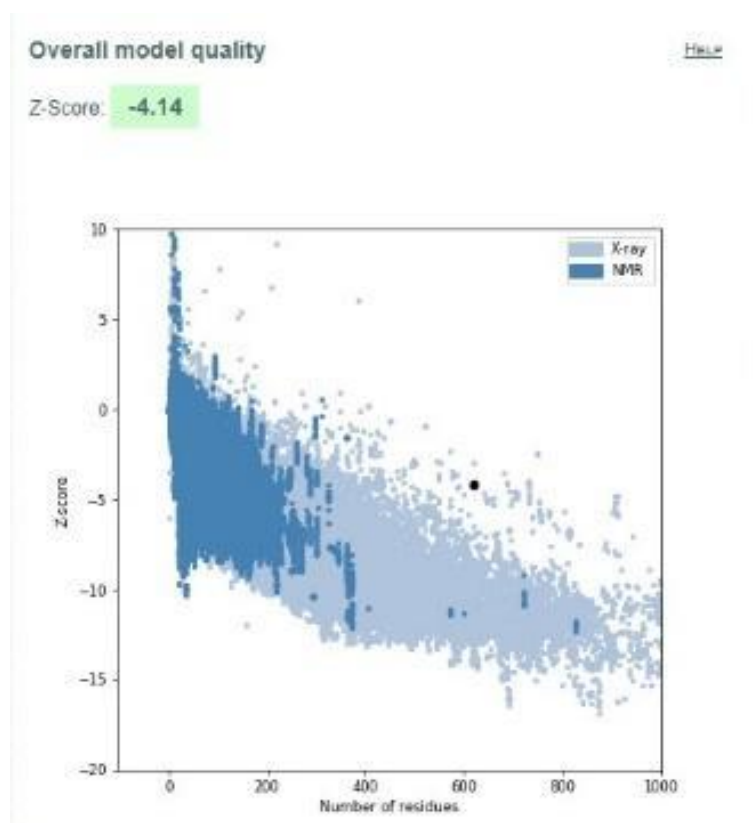 Overall model quality
HELP
Z-Score: -4.14
10
X-ray
NMR
5
0
Z-score
−5
−10
−15
−20
0 200 400 600 800 1000
Number of residues